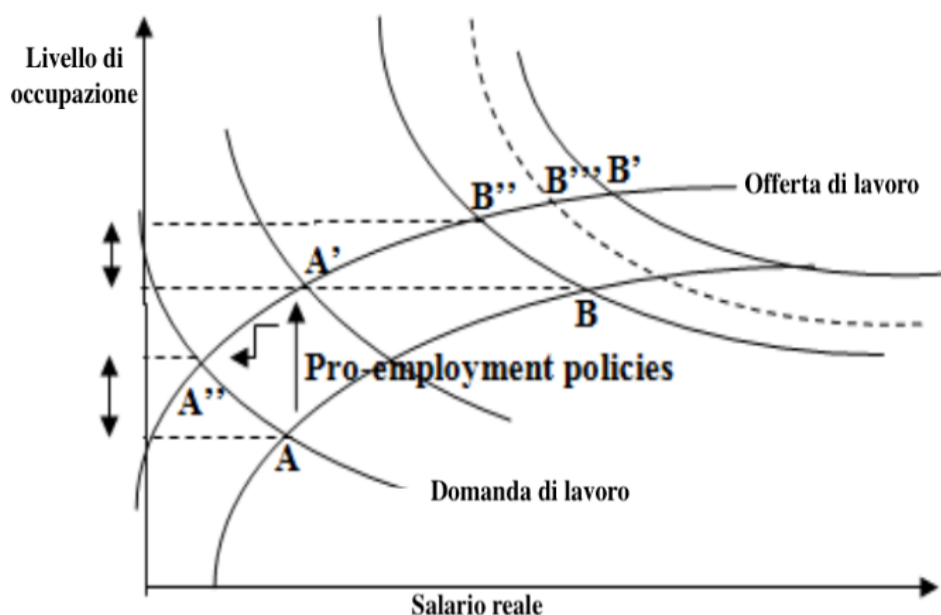 Livello di
occupazione
B’’
B’’’
B’
Offerta di lavoro
A’
B
Pro-employment policies
A’’
A
Domanda di lavoro
Salario reale